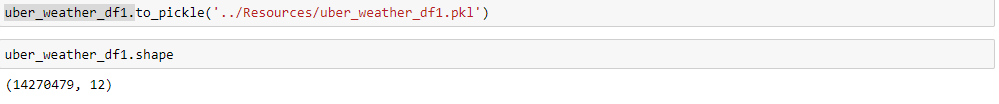 uber_weather_df1.to_pickle('../Resources/uber_weather_df1.pkl')
uber_weather_df1.shape
(14270479, 12)